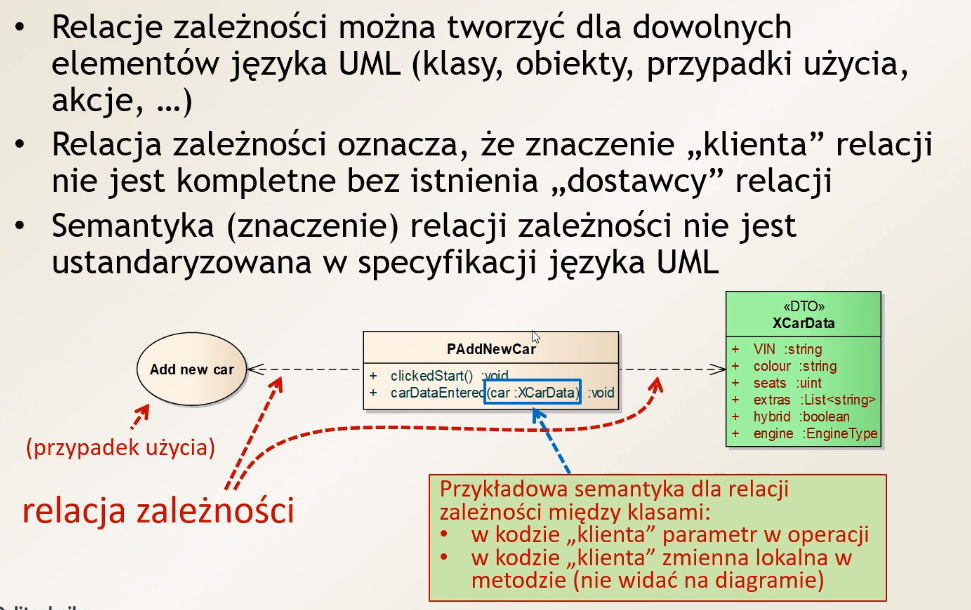 • Relacje zależności można tworzyć dla dowolnych
elementów języka UML (klasy, obiekty, przypadki użycia,
akcje, …)
• Relacja zależności oznacza, że znaczenie „klienta” relacji
nie jest kompletne bez istnienia „dostawcy” relacji
• Semantyka (znaczenie) relacji zależności nie jest
ustandaryzowana w specyfikacji języka UML
Add new car
PAddNewCar
+ clickedStart() :void
+ carDataEntered(car :XCarData) :void
«DTO»
XCarData
+ VIN :string
+ colour :string
+ seats :uint
+ extras :List<string>
+ hybrid :boolean
+ engine :EngineType
(przypadek użycia)
relacja zależności
Przykładowa semantyka dla relacji
zależności między klasami:
• w kodzie „klienta” parametr w operacji
• w kodzie „klienta” zmienna lokalna w
metodzie (nie widać na diagramie)